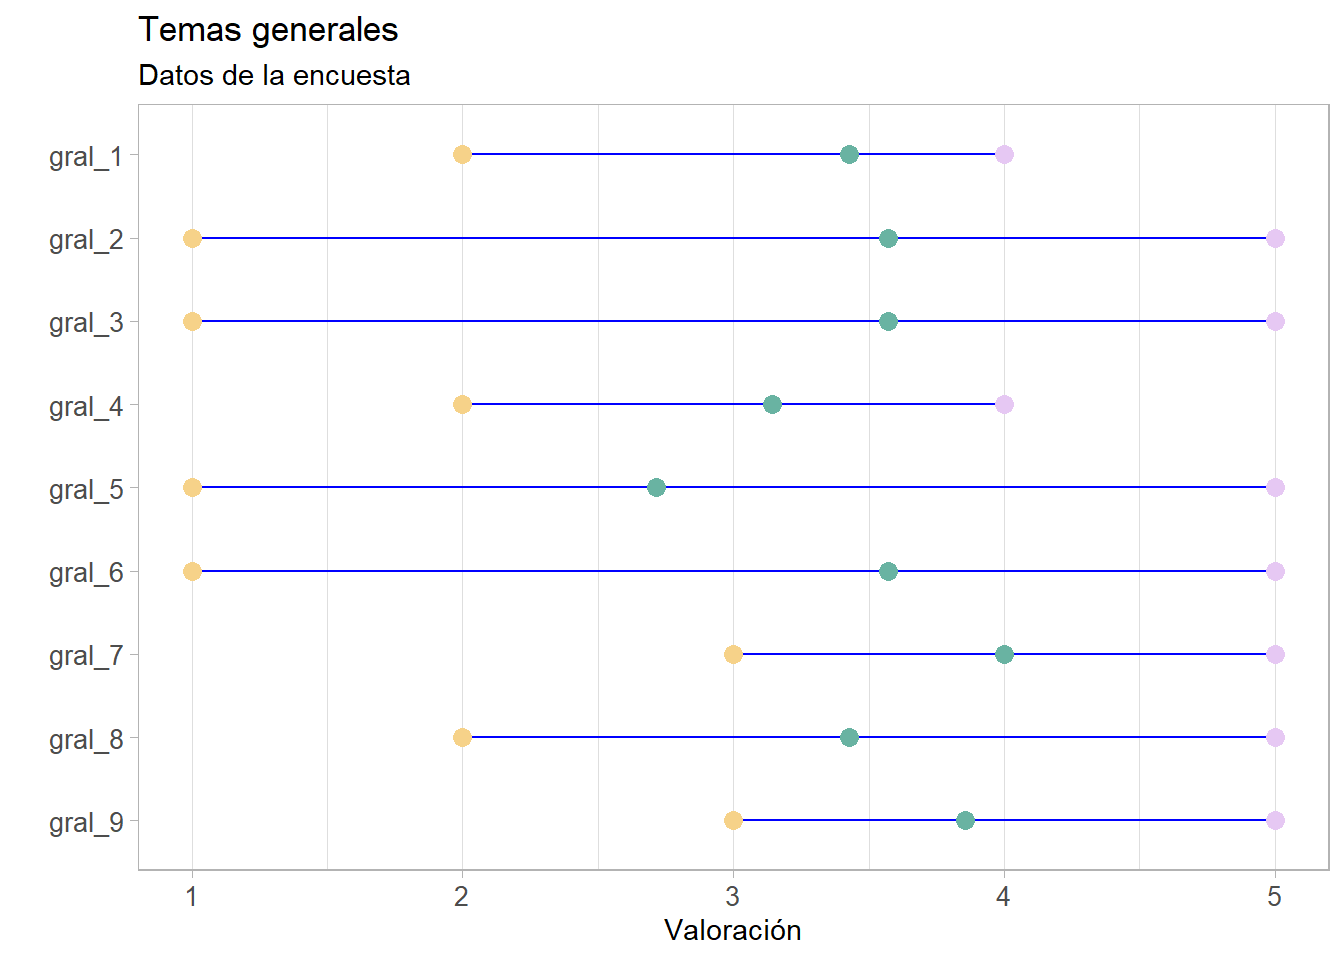 Temas generales
Datos de la encuesta
gral_1
gral_2
gral_3
gral_4
gral_5
gral_6
gral_7
gral_8
gral_9
1 2 3 4 5
Valoración